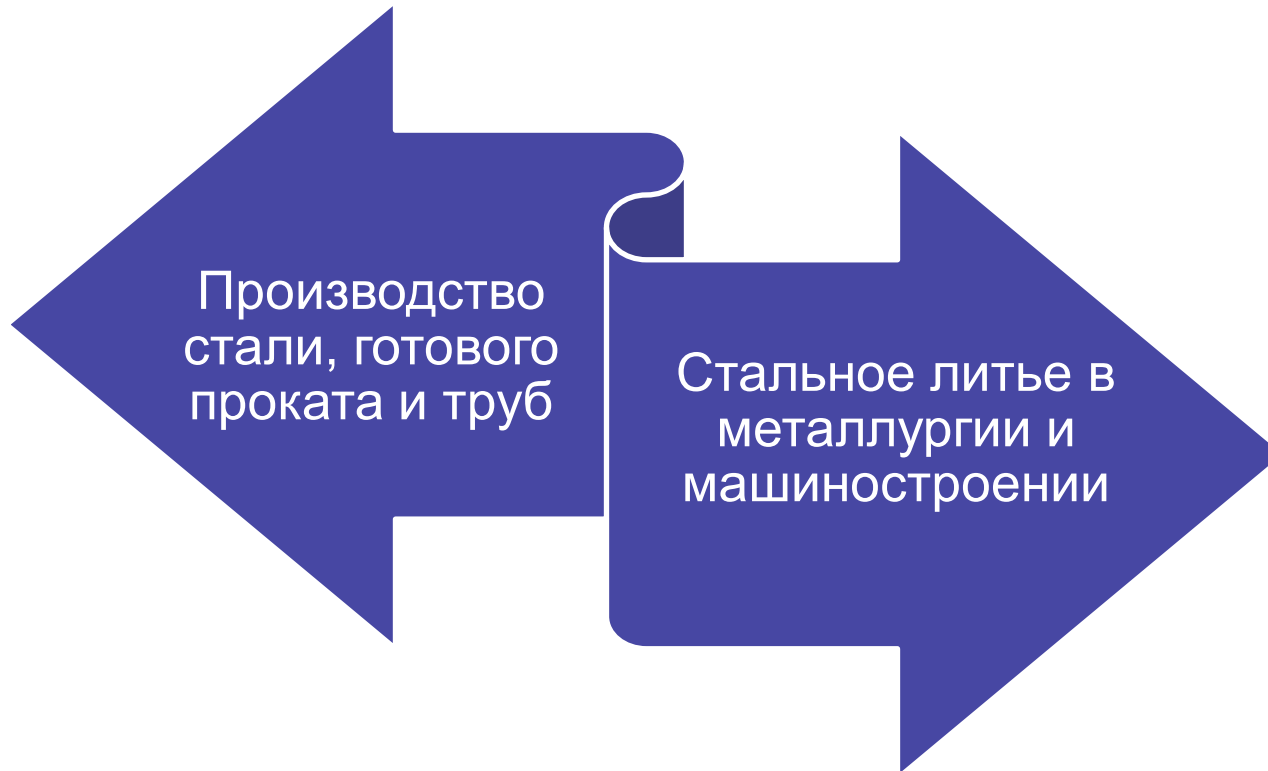 Производство
стали, готового
проката и труб
Стальное литье в
металлургии и
машиностроении